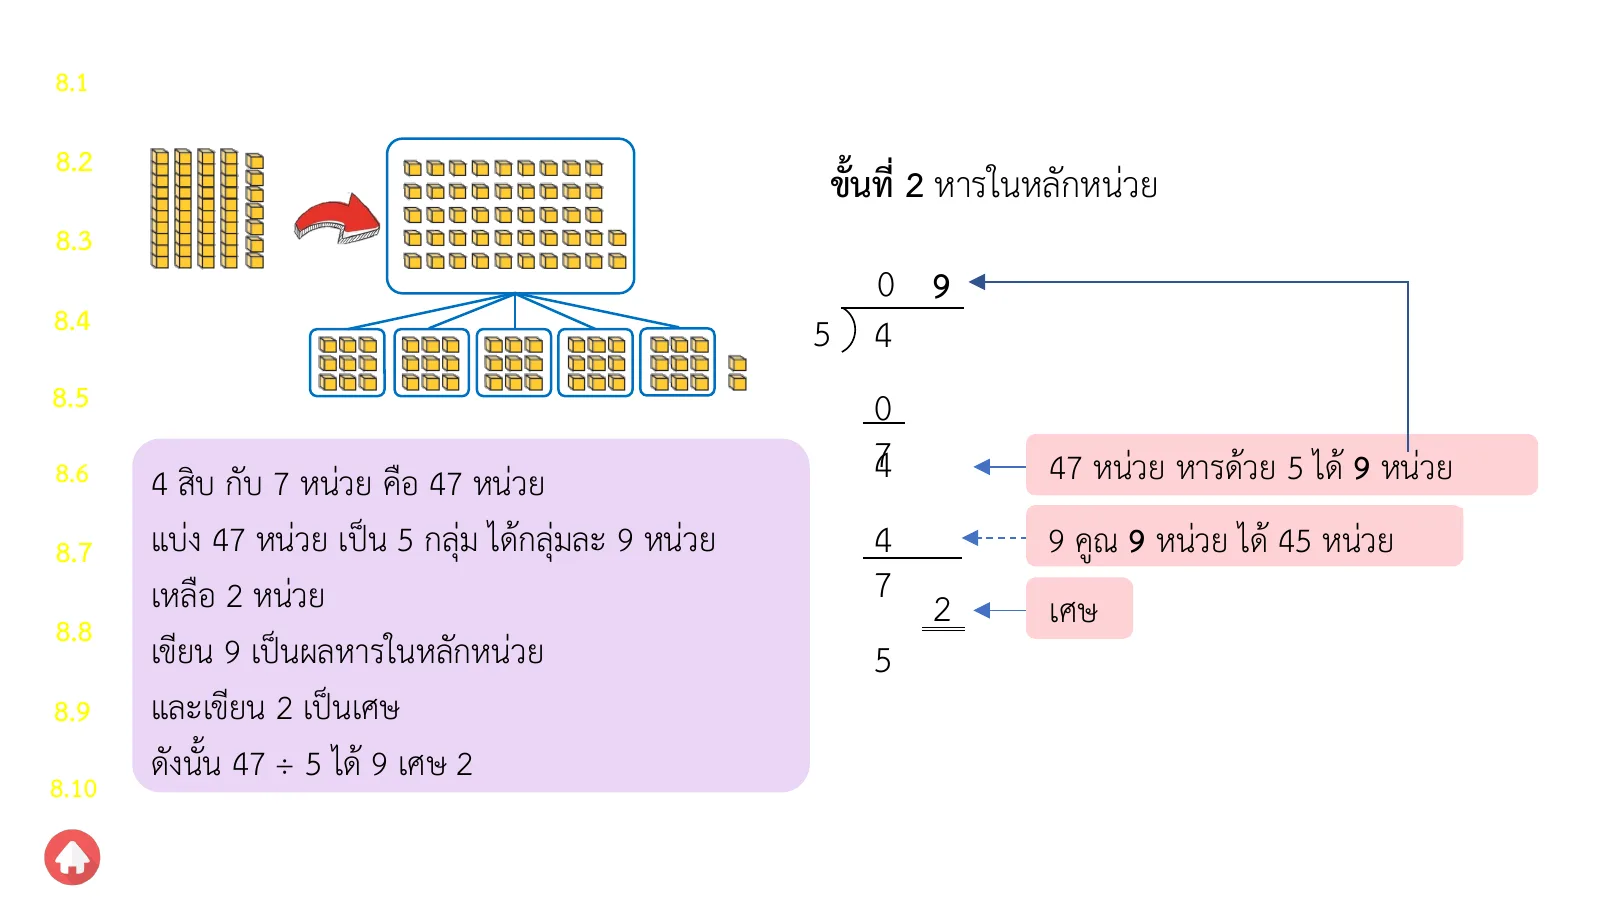 8.1
8.2
8.3
8.4
8.5
8.6
8.7
8.8
8.9
8.10
4 สิบ กับ 7 หน่วย คือ 47 หน่วย
แบ่ง 47 หน่วย เป็น 5 กลุ่ม ได้กลุ่มละ 9 หน่วย
เหลือ 2 หน่วย
เขียน 9 เป็นผลหารในหลักหน่วย
และเขียน 2 เป็นเศษ
ดังนั้น 47 ÷ 5 ได้ 9 เศษ 2
ขั้นที่ 2 หารในหลักหน่วย
0 9
5 ) 4
0
7
4
4
7
2
5
47 หน่วย หารด้วย 5 ได้ 9 หน่วย
9 คูณ 9 หน่วย ได้ 45 หน่วย
เศษ